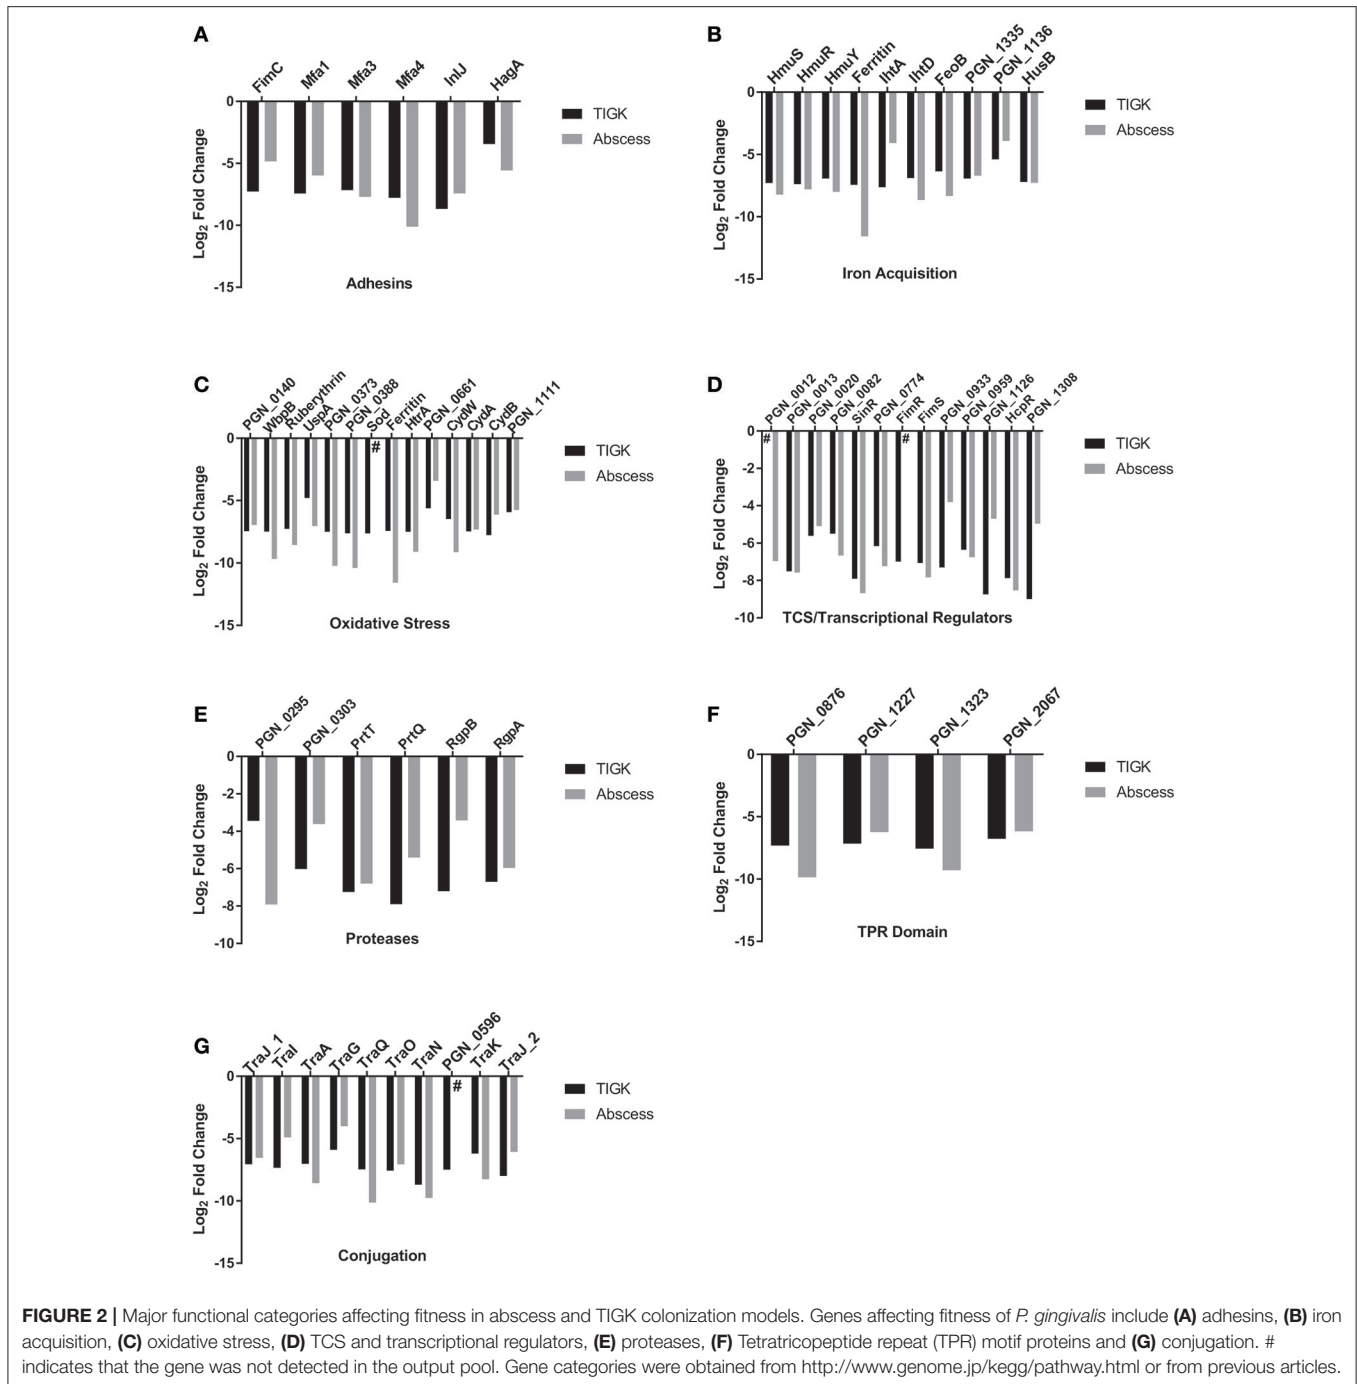 A
FimC
Mfa1
Mfa3
Mfa4
InlJ
HagA
0
-5
-10
-15
Log2 Fold Change
Adhesins
TIGK
Abscess
B
HmuS
HmuR
HmuY
Ferritin
IhtA
IhtD
FeoB
PGN_1335
PGN_1136
HusB
0
-5
-10
-15
Log2 Fold Change
Iron Acquisition
TIGK
Abscess
C
PGN_0140
WbpB
Ruberythrin
UspA
PGN_0373
PGN_0388
Sod
Ferritin
HtrA
PGN_0661
CydW
CydA
CydB
PGN_1111
#
0
-5
-10
-15
Log2 Fold Change
Oxidative Stress
TIGK
Abscess
D
PGN_0012
PGN_0013
PGN_0020
PGN_0082
SinR
PGN_0774
FimR
FimS
PGN_0933
PGN_0959
PGN_1126
HcpR
PGN_1308
#
#
0
-2
-4
-6
-8
-10
Log2 Fold Change
TCS/Transcriptional Regulators
TIGK
Abscess
E
PGN_0295
PGN_0303
PrtT
PrtQ
RgpB
RgpA
0
-2
-4
-6
-8
-10
Log2 Fold Change
Proteases
TIGK
Abscess
F
PGN_0876
PGN_1227
PGN_1323
PGN_2067
0
-5
-10
-15
Log2 Fold Change
TPR Domain
TIGK
Abscess
G
TraJ_1
TraI
TraA
TraG
TraQ
TraO
TraN
PGN_0596
TraK
TraJ_2
#
0
-5
-10
-15
Log2 Fold Change
Conjugation
TIGK
Abscess
FIGURE 2 | Major functional categories affecting fitness in abscess and TIGK colonization models. Genes affecting fitness of P. gingivalis include (A) adhesins, (B) iron
acquisition, (C) oxidative stress, (D) TCS and transcriptional regulators, (E) proteases, (F) Tetratricopeptide repeat (TPR) motif proteins and (G) conjugation. #
indicates that the gene was not detected in the output pool. Gene categories were obtained from http://www.genome.jp/kegg/pathway.html or from previous articles.